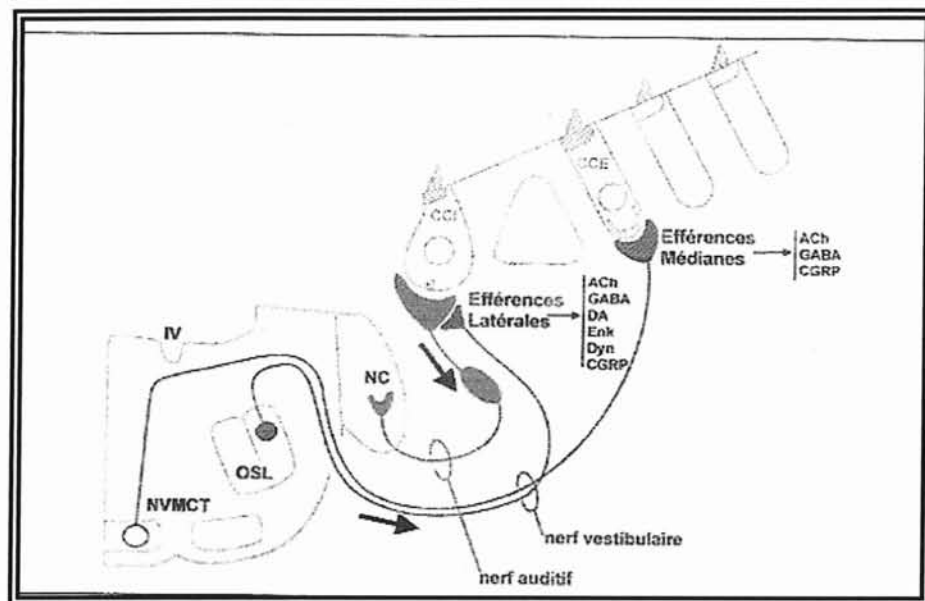 CCE
CCI
Efférences
Médianes
ACh
GABA
CGRP
Efférences
Latérales
ACh
GABA
DA
Enk
Dyn
CGRP
IV
NC
OSL
NVMCT
nerf vestibulaire
nerf auditif